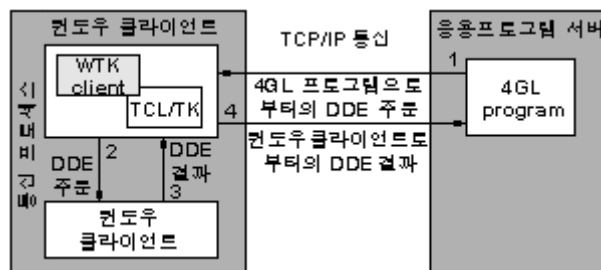 컨도우 클라이언트
WTK
client
TCL/TK
TCP/IP 통신
응용프로그램 서버
1
4GL 프로그램으로
부터의 DDE 주문
4
4GL
program
컨도우 클라이언트로
부터의 DDE 결과
2
DDE
주문
DDE
결과
3
컨도우
클라이언트